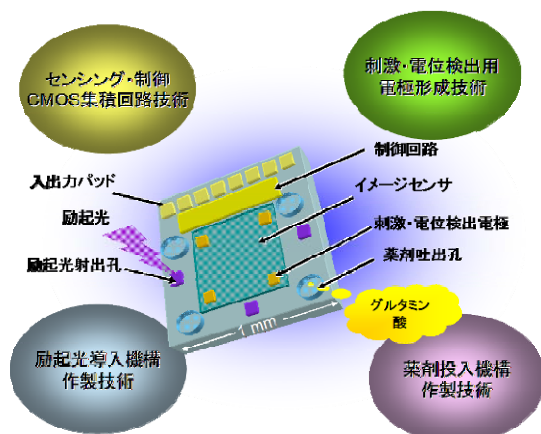 センシング・制御
CMOS集積回路技術
刺激・電位検出用
電極形成技術
制御回路
入出力パッド
イメージセンサ
励起光
刺激・電位検出電極
励起光射出孔
薬剤吐出孔
グルタミン
酸
1 mm
励起光導入機構
作製技術
薬剤投入機構
作製技術